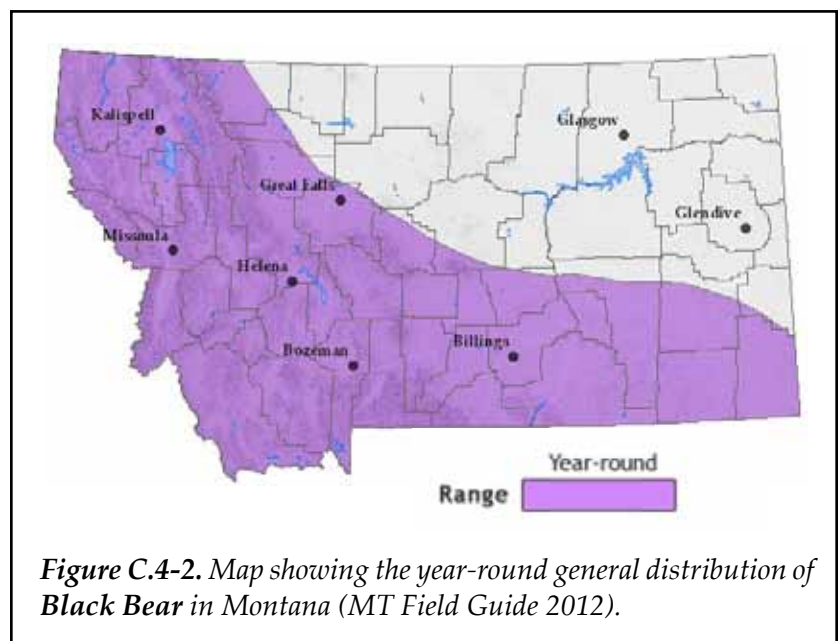 Kalispell
Glasgow
Great Falls
Glendive
Missoula
Helena
Bozeman
Billings
Year-round
Range
Figure C.4-2. Map showing the year-round general distribution of
Black Bear in Montana (MT Field Guide 2012).